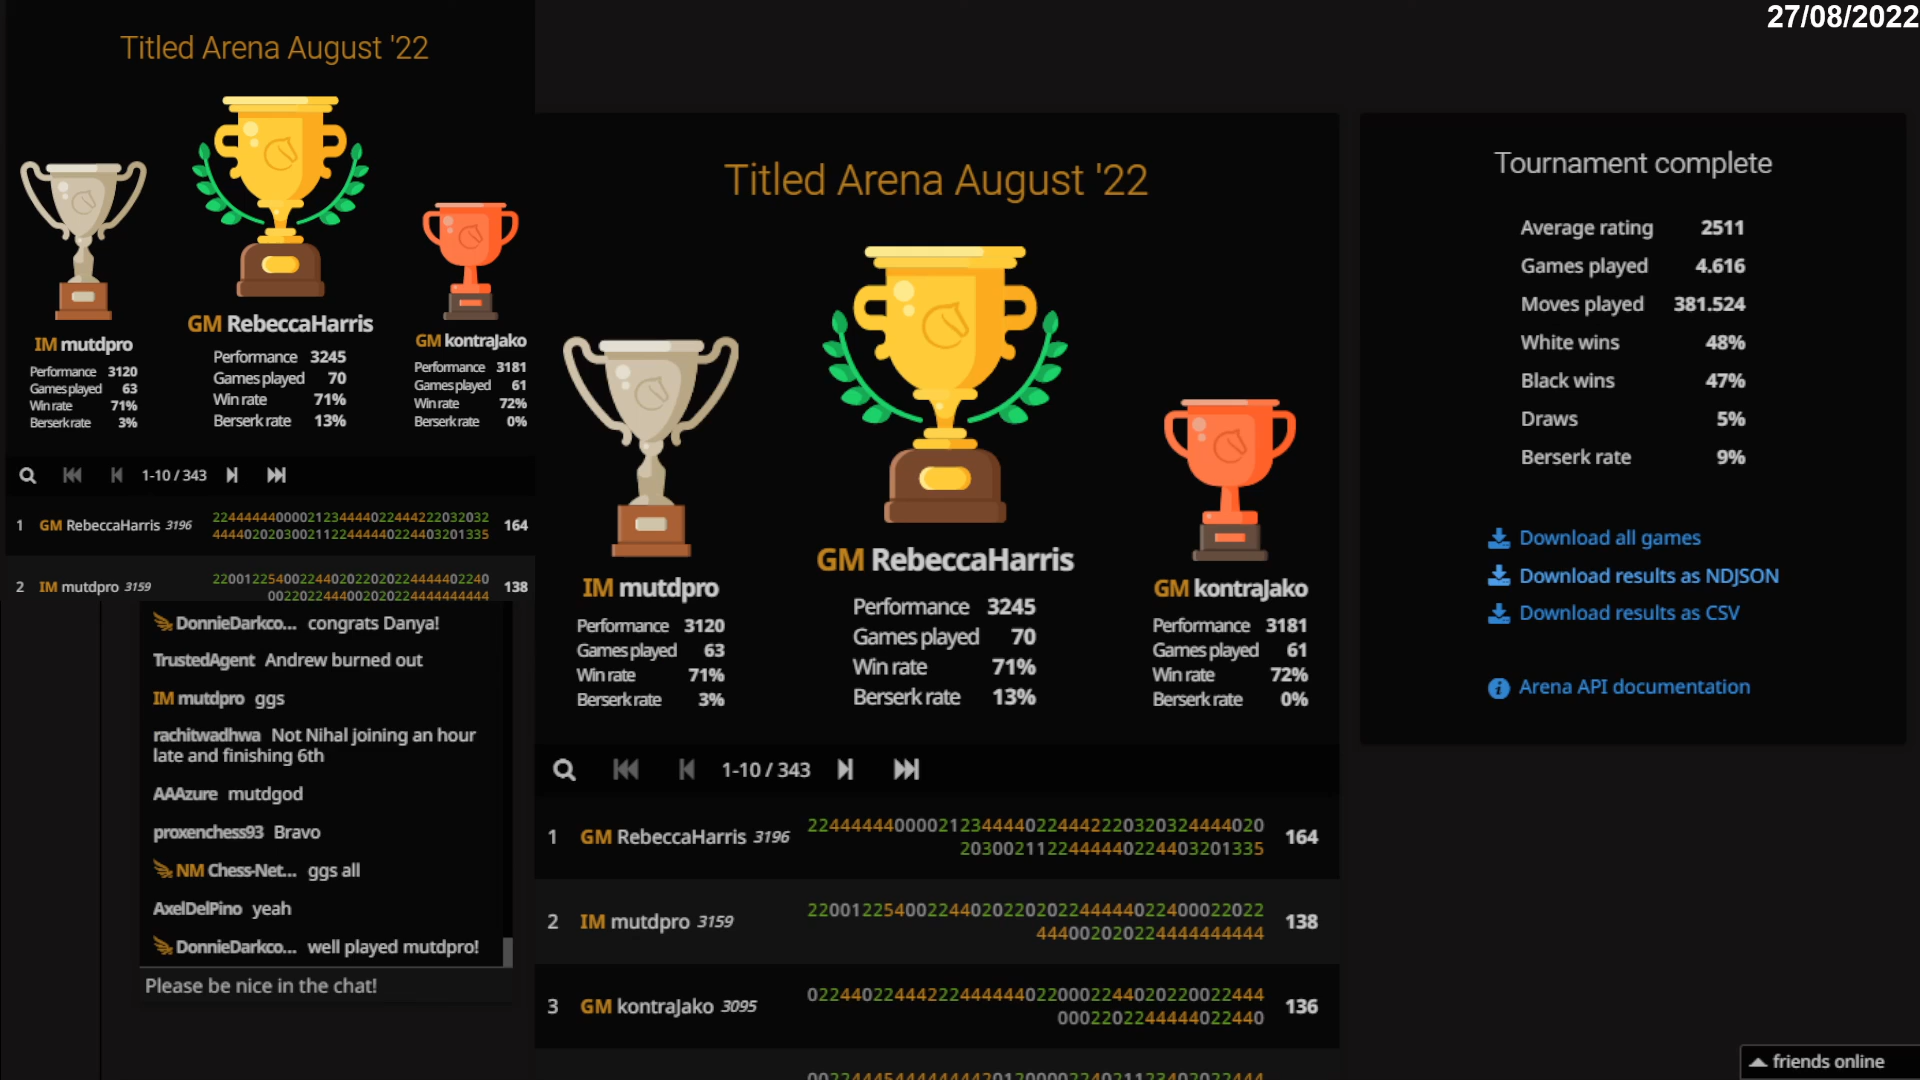 27/08/2022
Titled Arena August '22
IM mutdpro
Performance 3120
Games played 63
Win rate 71%
Berserk rate 3%
GM RebeccaHarris
Performance 3245
Games played 70
Win rate 71%
Berserk rate 13%
GM kontraJako
Performance 3181
Games played 61
Win rate 72%
Berserk rate 0%
1-10 / 343
1 GM RebeccaHarris 3196 164
2 IM mutdpro 3159 138
DonnieDarkco... congrats Danya!
TrustedAgent Andrew burned out
IM mutdpro ggs
rachitwadhwa Not Nihal joining an hour
late and finishing 6th
AAAzure mutdgod
proxenchess93 Bravo
NM Chess-Net... ggs all
AxelDelPino yeah
DonnieDarkco... well played mutdpro!
Please be nice in the chat!
Titled Arena August '22
IM mutdpro
Performance 3120
Games played 63
Win rate 71%
Berserk rate 3%
GM RebeccaHarris
Performance 3245
Games played 70
Win rate 71%
Berserk rate 13%
GM kontraJako
Performance 3181
Games played 61
Win rate 72%
Berserk rate 0%
1-10 / 343
1 GM RebeccaHarris 3196 164
2 IM mutdpro 3159 138
3 GM kontraJako 3095 136
Tournament complete
Average rating 2511
Games played 4.616
Moves played 381.524
White wins 48%
Black wins 47%
Draws 5%
Berserk rate 9%
Download all games
Download results as NDJSON
Download results as CSV
Arena API documentation
friends online